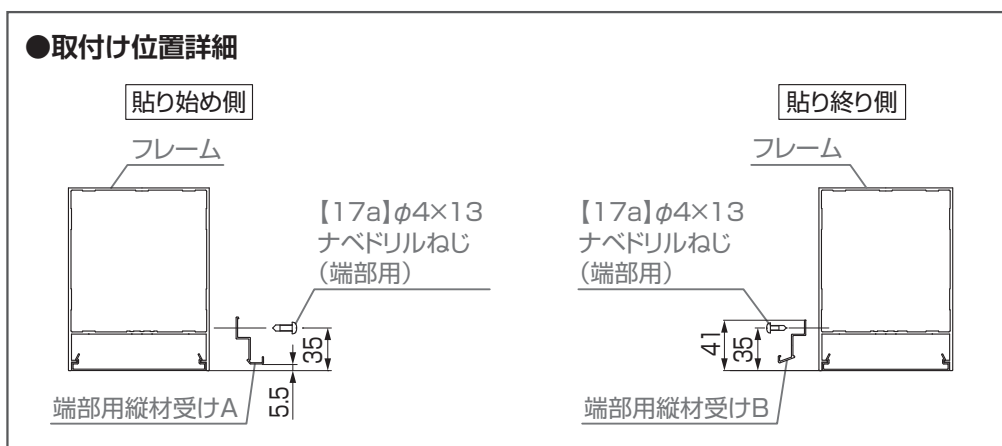 ●取付け位置詳細
貼り始め側
フレーム
【17a】φ4×13
ナベドリルねじ
（端部用）
35
5.5
端部用縦材受けA
貼り終り側
フレーム
【17a】φ4×13
ナベドリルねじ
（端部用）
41
35
端部用縦材受けB